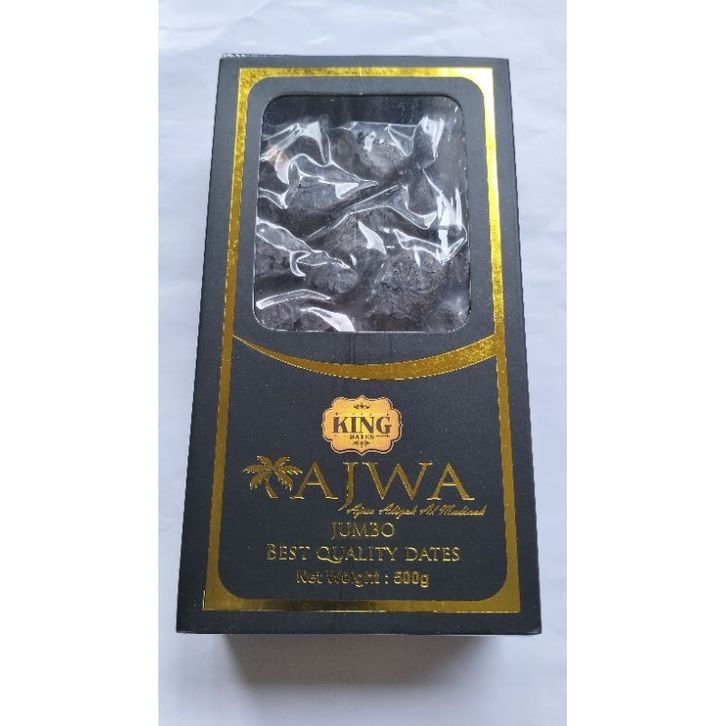 KING
DATES
AJWA
Ajwa Aliyah Al Madinah
JUMBO
BEST QUALITY DATES
Net Weight : 500g